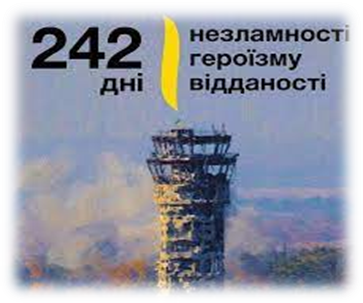 242
дні
незламності
героїзму
відданості